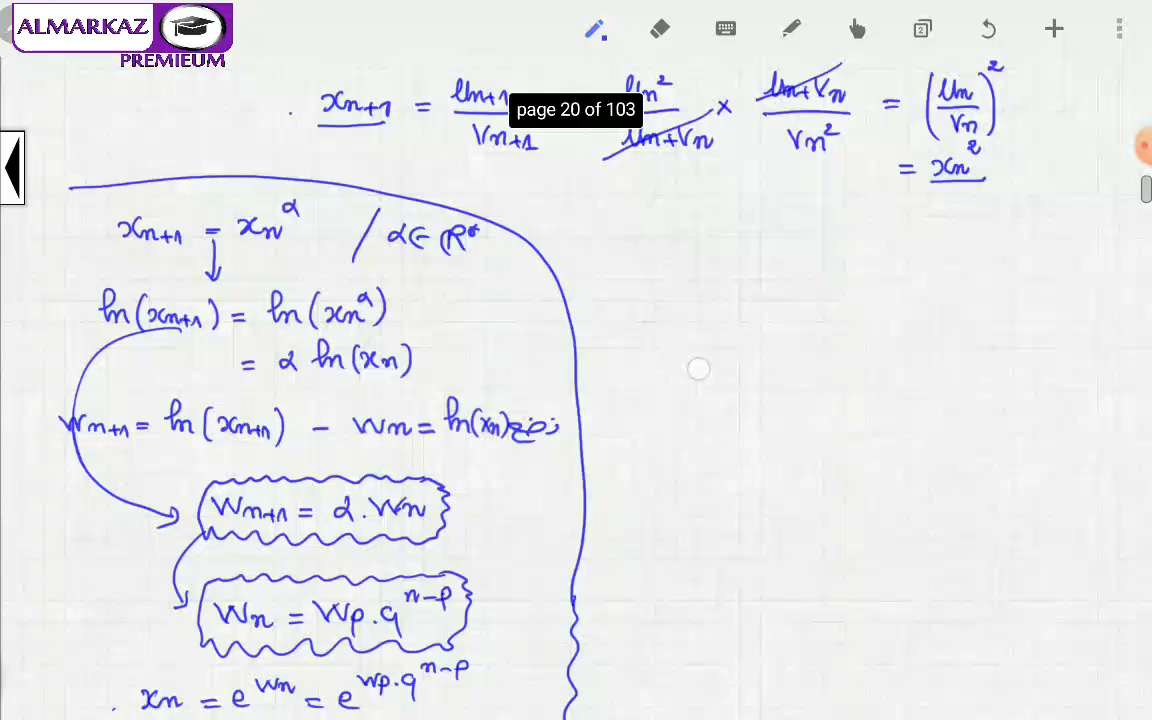 ALMARKAZ
PREMIEUM
page 20 of 103
. xn+1 = Un+1/Vn+1 Un²/Un+Vn × Un+Vn/Vn² = (Un/Vn)²
= xn²
xn+1 = xn^α / α ∈ ℝ*
ln(xn+1) = ln(xn^α)
= α ln(xn)
Wn+1 = ln(xn+1) - Wn = ln(xn) نضع
Wn+1 = α . Wn
Wn = Wp . q^n-p
. xn = e^Wn = e^Wp.q^n-p